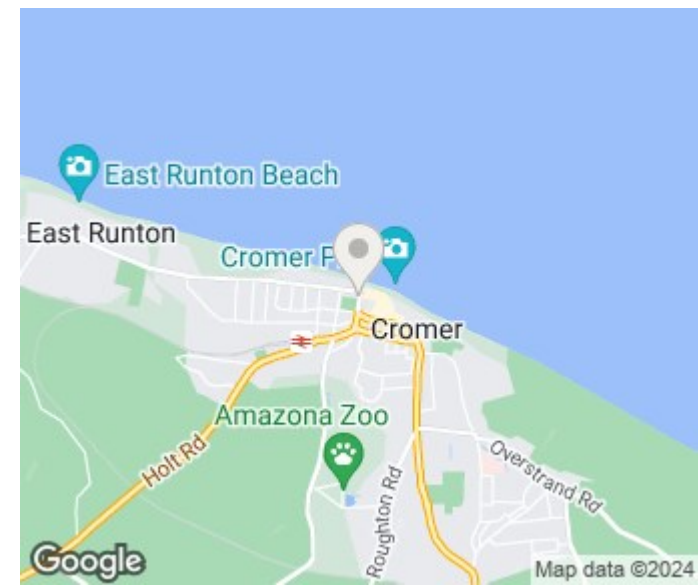 East Runton Beach
East Runton
Cromer P
Cromer
Amazona Zoo
Holt Rd
Overstrand Rd
Roughton Rd
Google
Map data ©2024